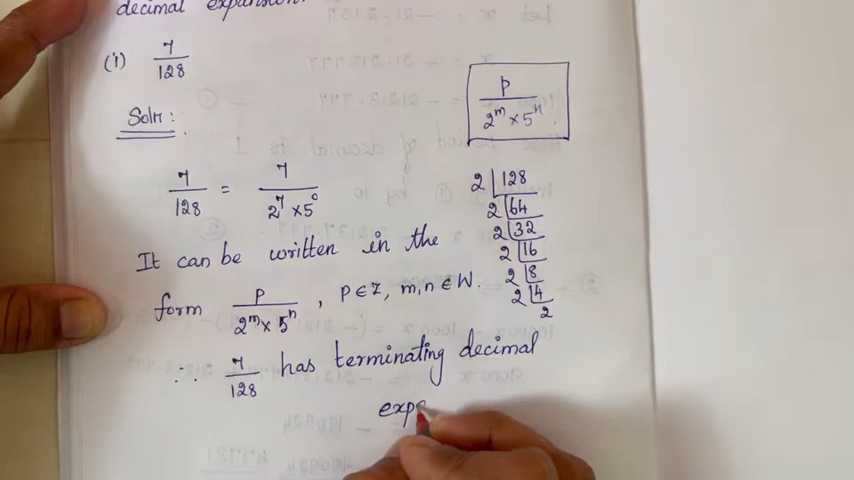 decimal expansion.
(i) 7/128
p/2^m × 5^n
Soln:
7/128 = 7/2^7 × 5^0
2 | 128
2 | 64
2 | 32
2 | 16
2 | 8
2 | 4
2
It can be written in the
form p/2^m × 5^n , P ∈ Z, m,n ∈ W.
∴ 7/128 has terminating decimal
exp